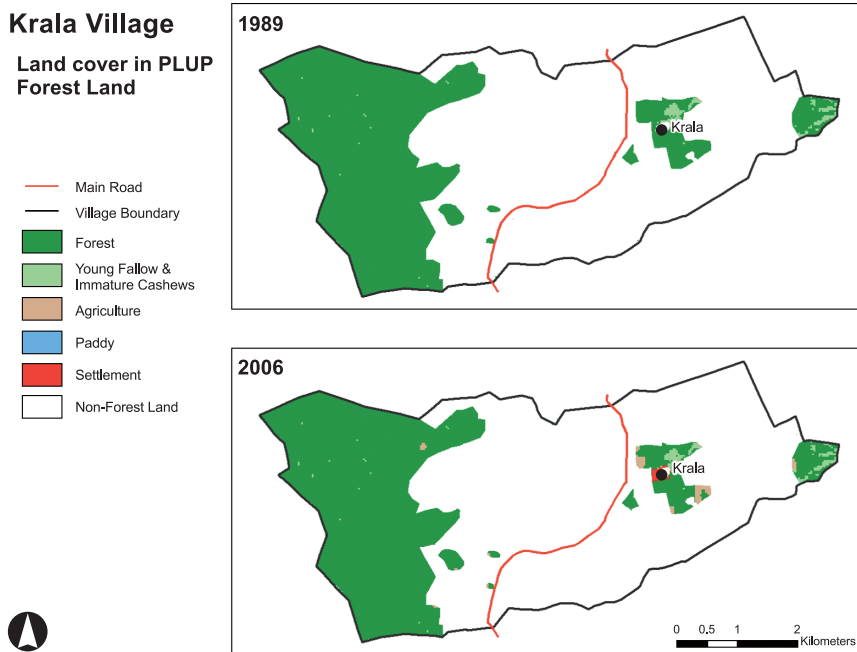 Krala Village
Land cover in PLUP
Forest Land
Main Road
Village Boundary
Forest
Young Fallow &
Immature Cashews
Agriculture
Paddy
Settlement
Non-Forest Land
1989
Krala
2006
Krala
0 0.5 1 2
Kilometers